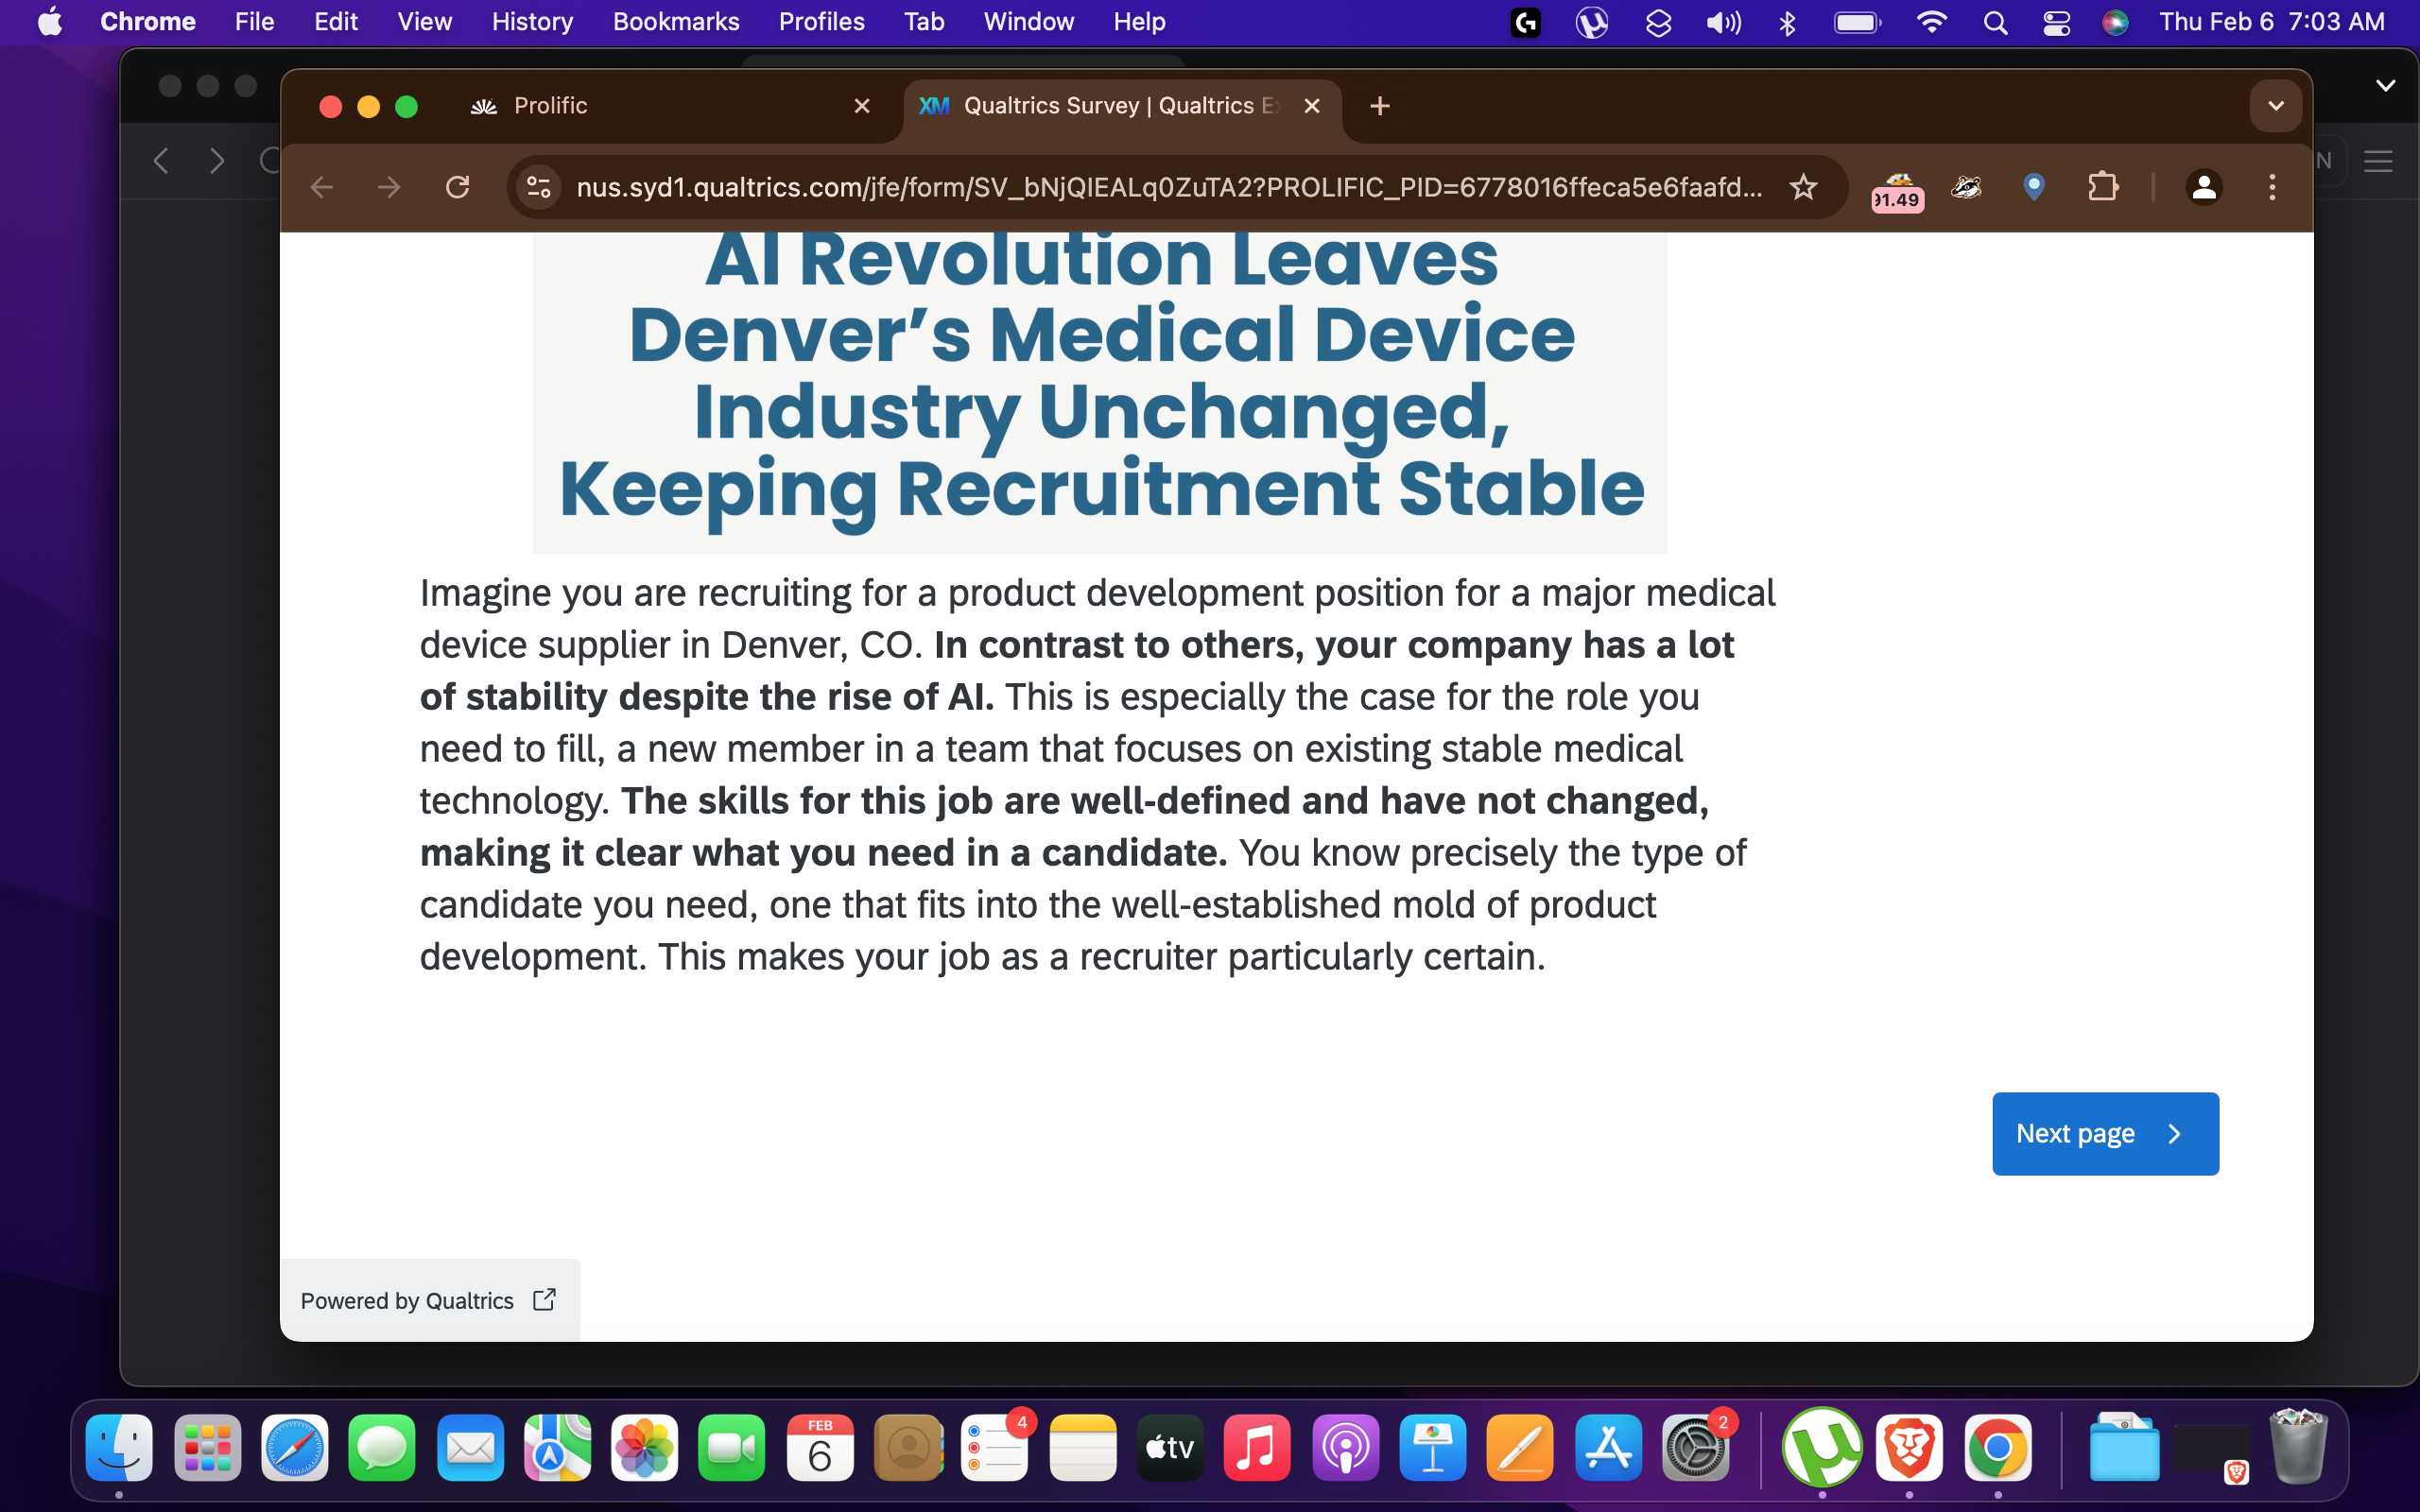 Chrome File Edit View History Bookmarks Profiles Tab Window Help Thu Feb 6 7:03 AM
Prolific
Qualtrics Survey | Qualtrics
nus.syd1.qualtrics.com/jfe/form/SV_bNjQIEALq0ZuTA2?PROLIFIC_PID=6778016ffeca5e6faafd...
91.49
N
AI Revolution Leaves
Denver’s Medical Device
Industry Unchanged,
Keeping Recruitment Stable
Imagine you are recruiting for a product development position for a major medical
device supplier in Denver, CO. In contrast to others, your company has a lot
of stability despite the rise of AI. This is especially the case for the role you
need to fill, a new member in a team that focuses on existing stable medical
technology. The skills for this job are well-defined and have not changed,
making it clear what you need in a candidate. You know precisely the type of
candidate you need, one that fits into the well-established mold of product
development. This makes your job as a recruiter particularly certain.
Next page
Powered by Qualtrics
FEB
6
4
tv
2